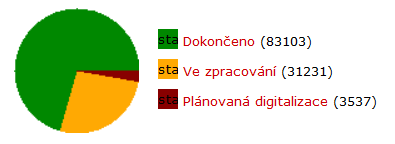 sta Dokončeno (83103)
sta Ve zpracování (31231)
sta Plánovaná digitalizace (3537)